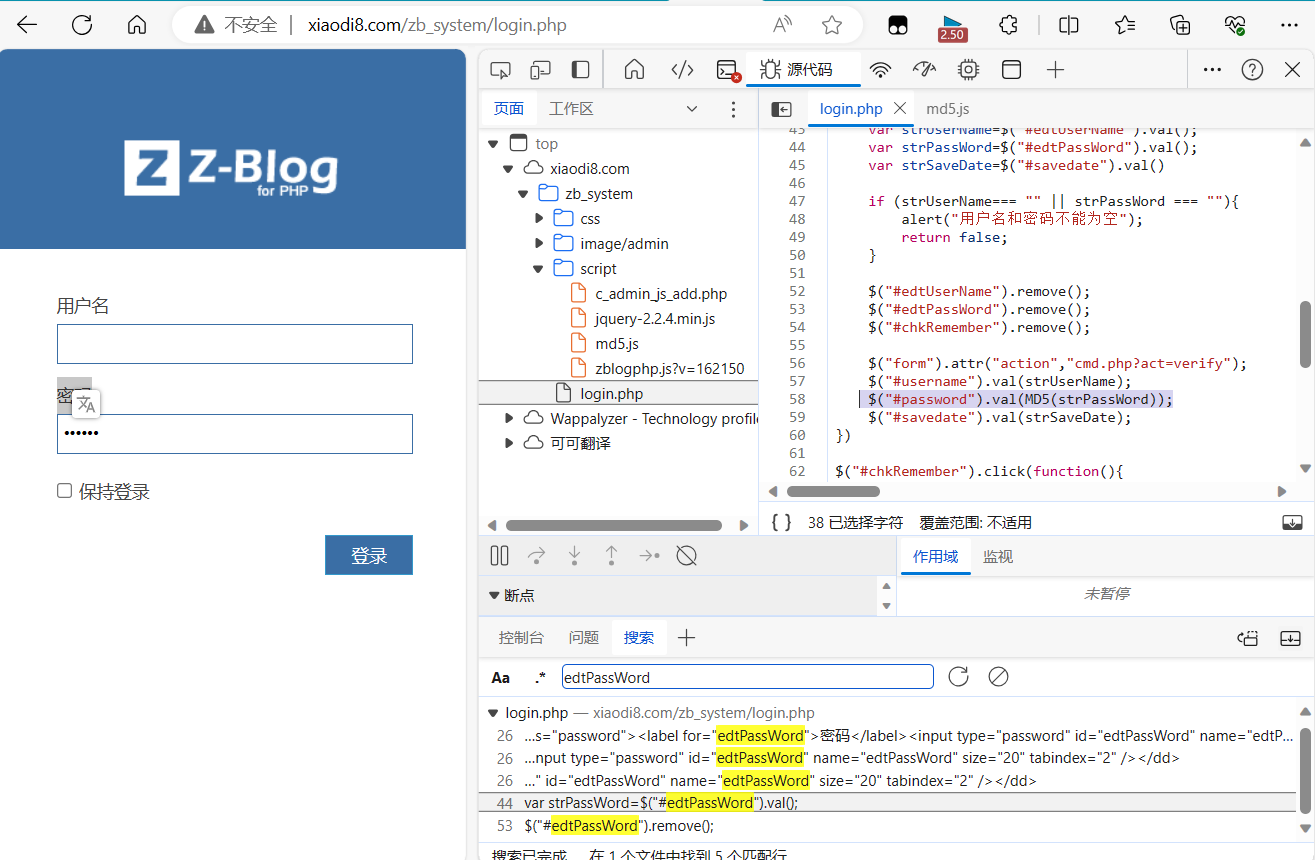 不安全 xiaodi8.com/zb_system/login.php
2.50
Z Z-Blog
for PHP
用户名
密
••••••
保持登录
登录
源代码
页面 工作区
top
xiaodi8.com
zb_system
css
image/admin
script
c_admin_js_add.php
jquery-2.2.4.min.js
md5.js
zblogphp.js?v=162150
login.php
Wappalyzer - Technology profile
可可翻译
login.php md5.js
43 var strUserName=$("#edtUserName").val();
44 var strPassWord=$("#edtPassWord").val();
45 var strSaveDate=$("#savedate").val()
46
47 if (strUserName=== "" || strPassWord === ""){
48 alert("用户名和密码不能为空");
49 return false;
50 }
51
52 $("#edtUserName").remove();
53 $("#edtPassWord").remove();
54 $("#chkRemember").remove();
55
56 $("form").attr("action","cmd.php?act=verify");
57 $("#username").val(strUserName);
58 $("#password").val(MD5(strPassWord));
59 $("#savedate").val(strSaveDate);
60 })
61
62 $("#chkRemember").click(function(){
{ } 38 已选择字符 覆盖范围: 不适用
作用域 监视
断点
未暂停
控制台 问题 搜索
Aa .* edtPassWord
login.php — xiaodi8.com/zb_system/login.php
26 ...s="password"><label for="edtPassWord">密码</label><input type="password" id="edtPassWord" name="edtP...
26 ...nput type="password" id="edtPassWord" name="edtPassWord" size="20" tabindex="2" /></dd>
26 ..." id="edtPassWord" name="edtPassWord" size="20" tabindex="2" /></dd>
44 var strPassWord=$("#edtPassWord").val();
53 $("#edtPassWord").remove();
搜索已完成。 在 1 个文件中找到 5 个匹配行